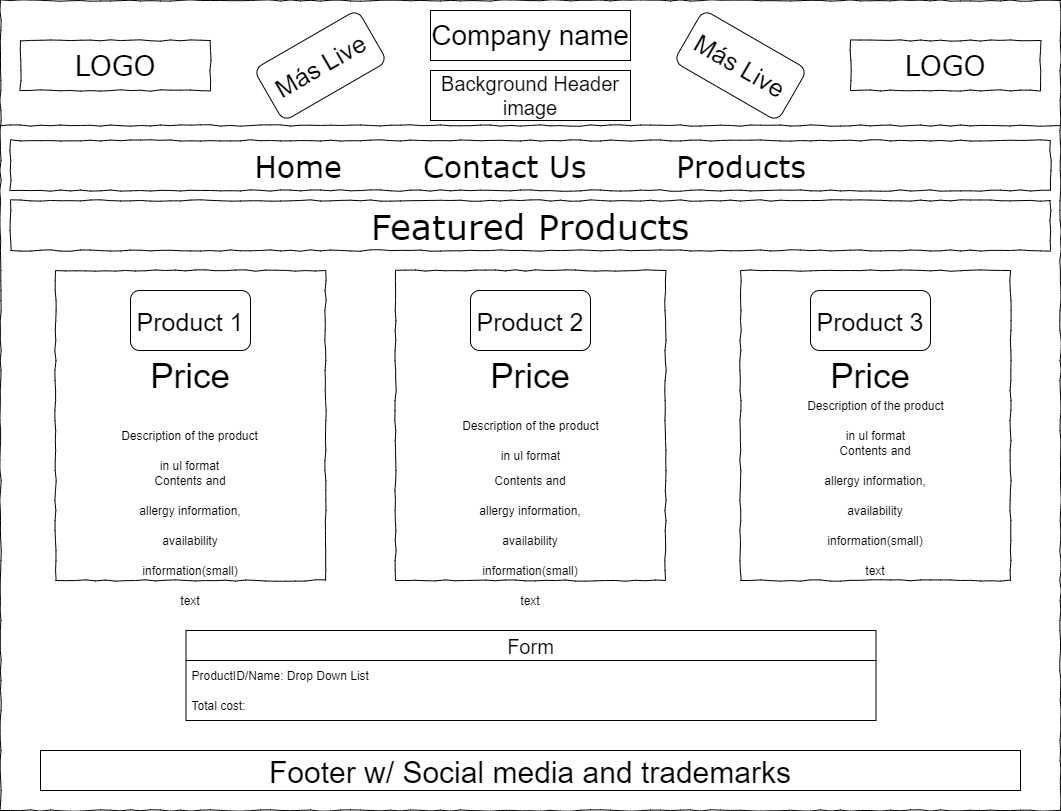 LOGO
Más Live
Company name
Background Header
image
Más Live
LOGO
Home Contact Us Products
Featured Products
Product 1
Price
Description of the product
in ul format
Contents and
allergy information,
availability
information(small)
text
Product 2
Price
Description of the product
in ul format
Contents and
allergy information,
availability
information(small)
text
Product 3
Price
Description of the product
in ul format
Contents and
allergy information,
availability
information(small)
text
Form
ProductID/Name: Drop Down List
Total cost:
Footer w/ Social media and trademarks